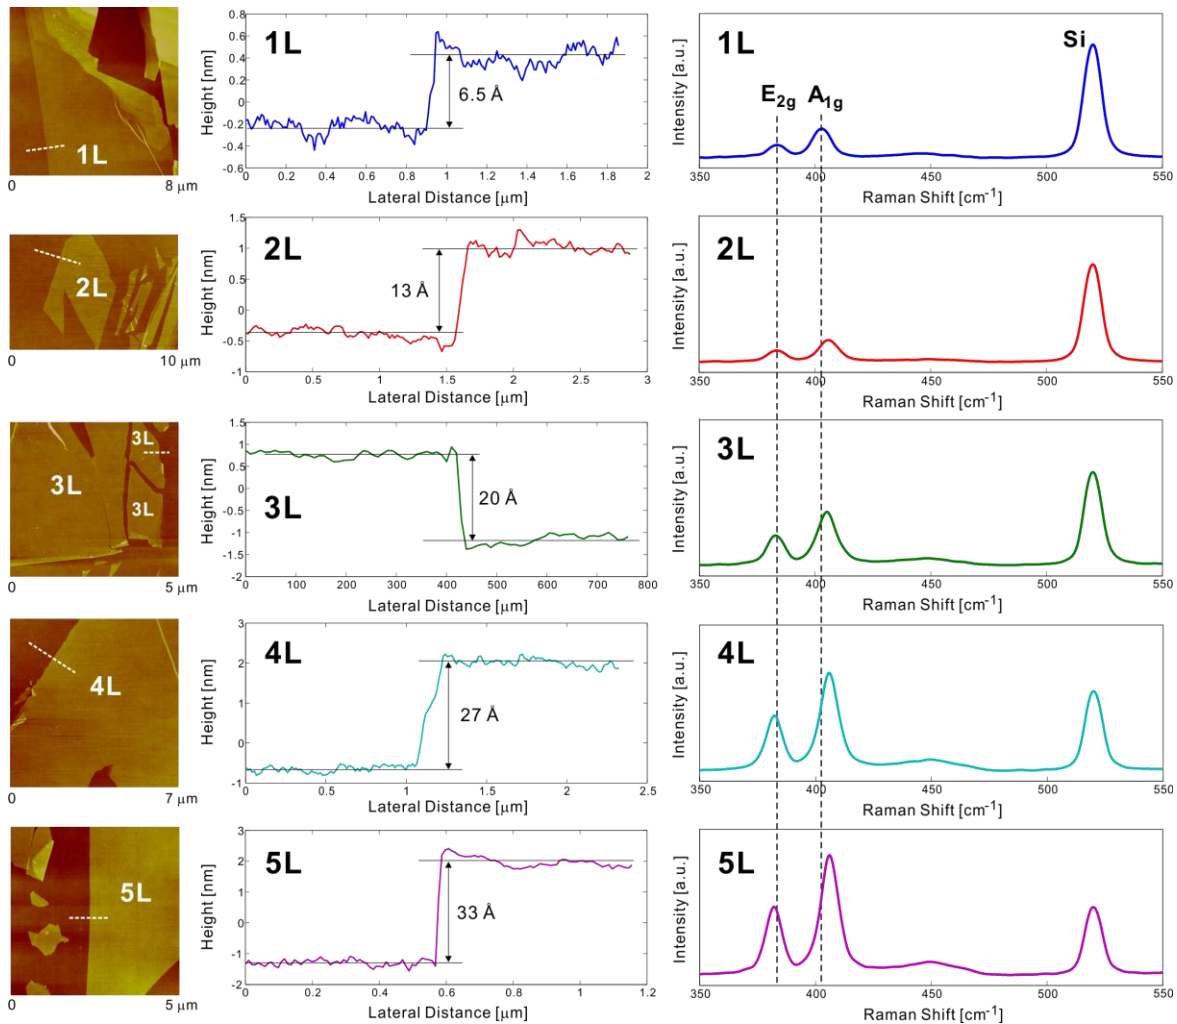 1L
0 8 μm
Height [nm]
0.8
0.6
0.4
0.2
0
-0.2
-0.4
-0.6
1L
6.5 Å
0 0.2 0.4 0.6 0.8 1 1.2 1.4 1.6 1.8 2
Lateral Distance [μm]
Intensity [a.u.]
1L
E2g
A1g
Si
350 400 450 500 550
Raman Shift [cm-1]
2L
0 10 μm
Height [nm]
1.5
1
0.5
0
-0.5
-1
2L
13 Å
0 0.5 1 1.5 2 2.5 3
Lateral Distance [μm]
Intensity [a.u.]
2L
350 400 450 500 550
Raman Shift [cm-1]
3L
3L
3L
0 5 μm
Height [nm]
1.5
1
0.5
0
-0.5
-1
-1.5
-2
3L
20 Å
0 100 200 300 400 500 600 700 800
Lateral Distance [μm]
Intensity [a.u.]
3L
350 400 450 500 550
Raman Shift [cm-1]
4L
0 7 μm
Height [nm]
3
2
1
0
-1
4L
27 Å
0 0.5 1 1.5 2 2.5
Lateral Distance [μm]
Intensity [a.u.]
4L
350 400 450 500 550
Raman Shift [cm-1]
5L
0 5 μm
Height [nm]
3
2
1
0
-1
-2
5L
33 Å
0 0.2 0.4 0.6 0.8 1 1.2
Lateral Distance [μm]
Intensity [a.u.]
5L
350 400 450 500 550
Raman Shift [cm-1]